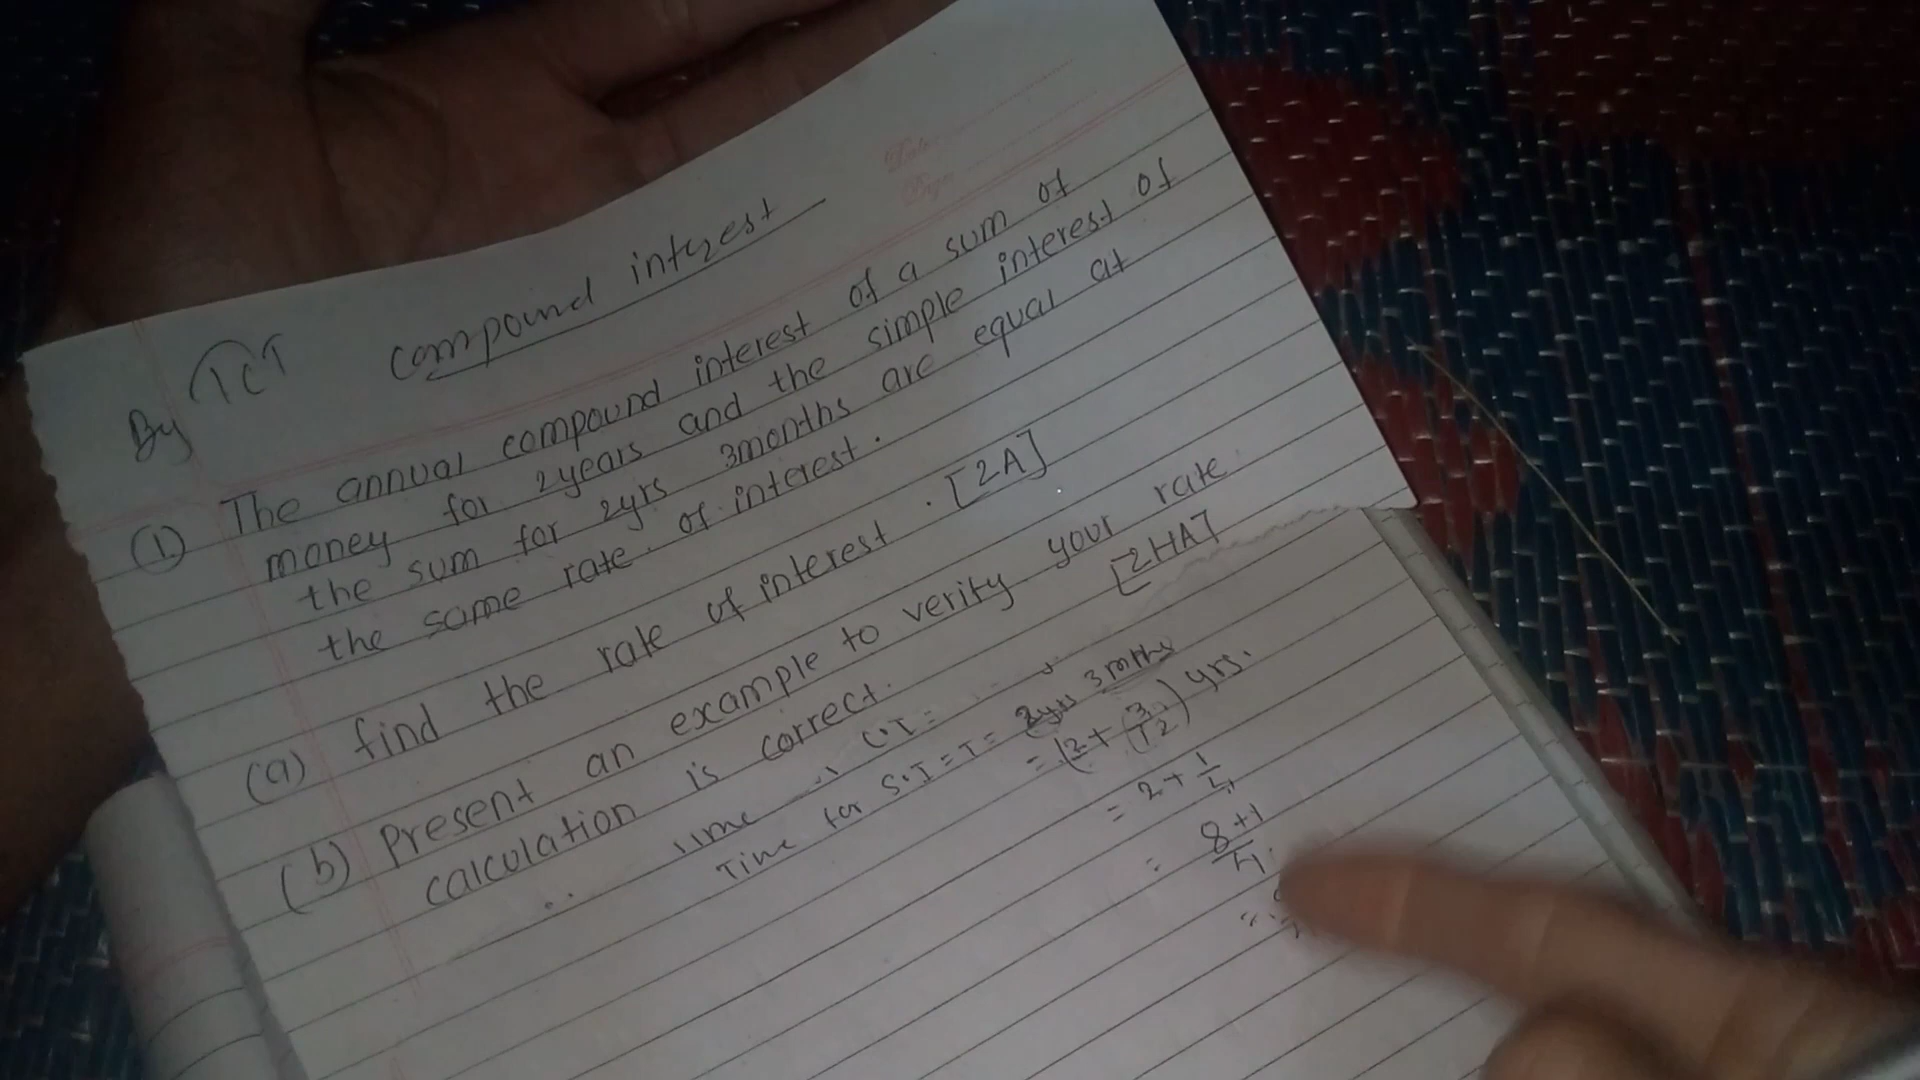 By TCT compound interest
(1) The annual compound interest of a sum of
money for 2years and the simple interest of
the sum for 2yrs 3months are equal at
the same rate of interest.
(a) find the rate of interest. [2A]
(b) Present an example to verify your rate
calculation is correct. [2HA]
Time C.I =
Time for S.I = T = 2yrs 3mths
= (2 + (3/12)) yrs.
= 2 + 1/4
= 8+1/4